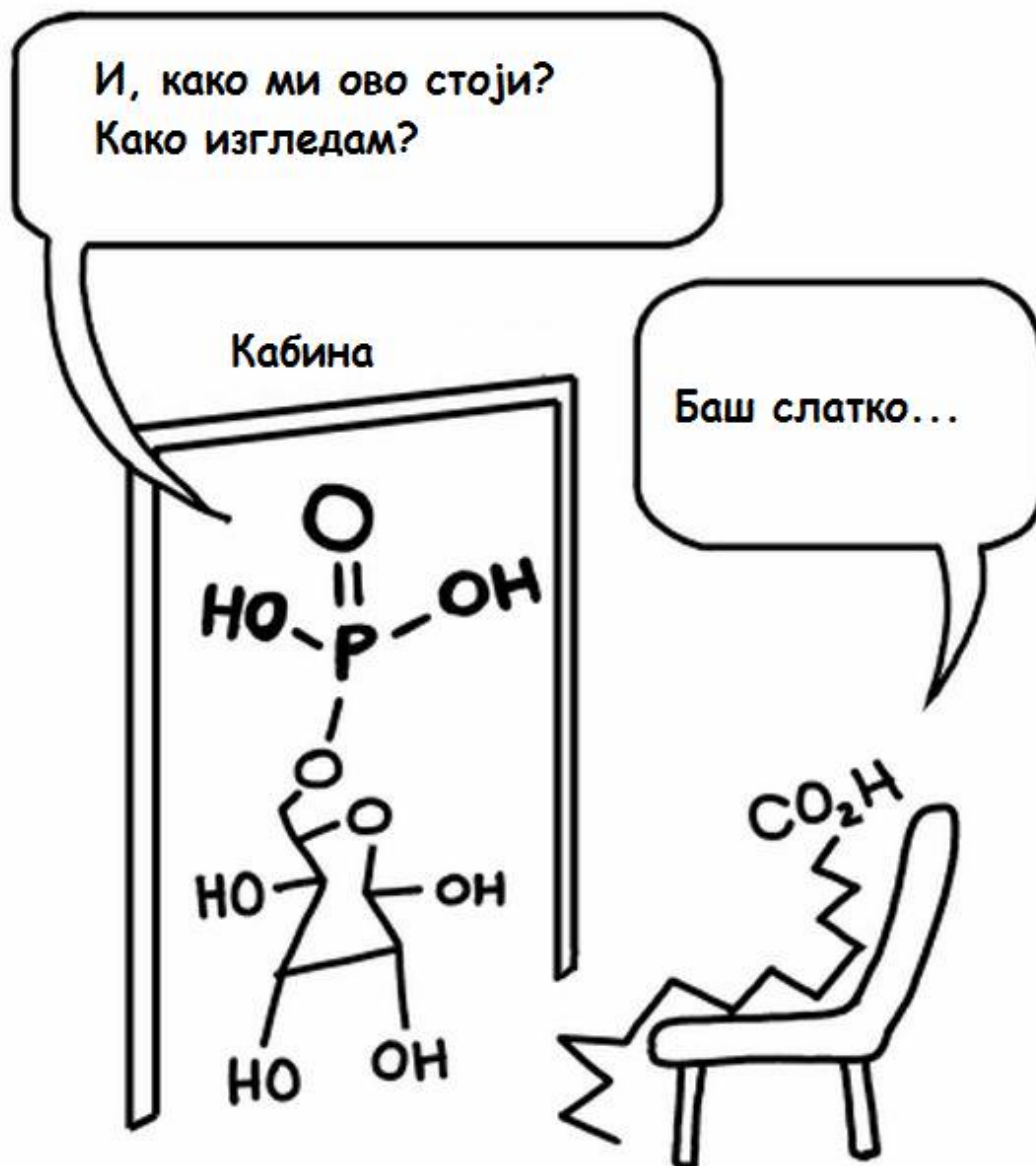 И, како ми ово стоји?
Како изгледам?
Кабина
Баш слатко...
O
HO P OH
O
O
HO OH
HO OH
CO₂H